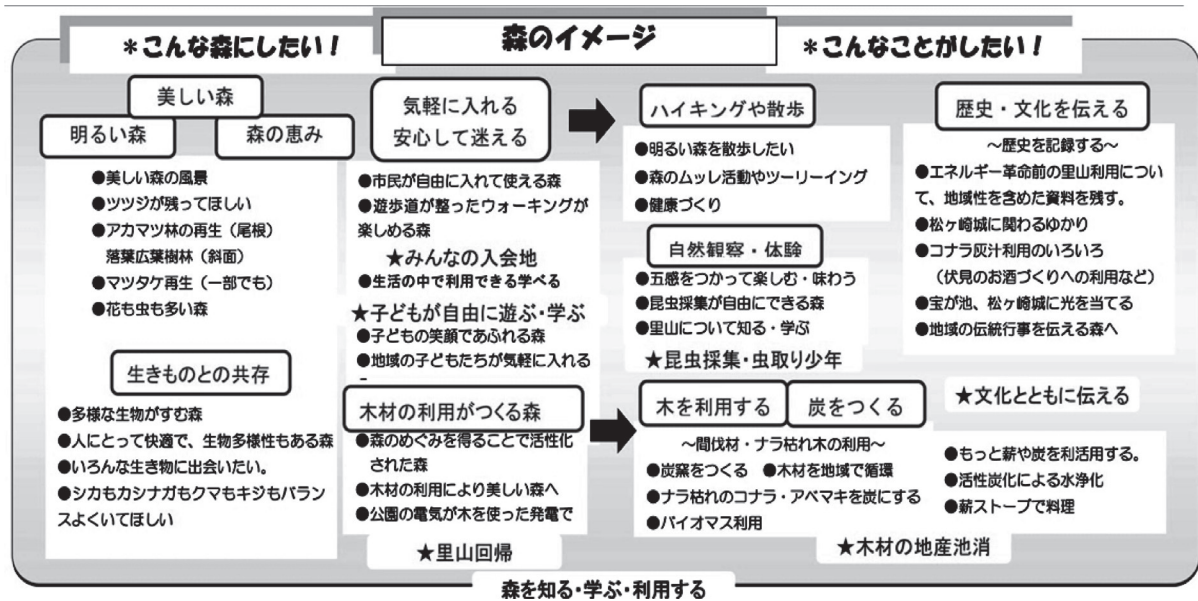 森のイメージ
＊こんな森にしたい！
＊こんなことがしたい！
美しい森
明るい森
森の恵み
●美しい森の風景
●ツツジが残ってほしい
●アカマツ林の再生（尾根）
落葉広葉樹林（斜面）
●マツタケ再生（一部でも）
●花も虫も多い森
生きものとの共存
●多様な生物がすむ森
●人にとって快適で、生物多様性もある森
●いろんな生き物に出会いたい。
●シカもカシナガもクマもキジもバラン
スよくいてほしい
気軽に入れる
安心して迷える
●市民が自由に入れて使える森
●遊歩道が整ったウォーキングが
楽しめる森
★みんなの入会地
●生活の中で利用できる学べる
★子どもが自由に遊ぶ・学ぶ
●子どもの笑顔であふれる森
●地域の子どもたちが気軽に入れる
木材の利用がつくる森
●森のめぐみを得ることで活性化
された森
●木材の利用により美しい森へ
●公園の電気が木を使った発電で
★里山回帰
ハイキングや散歩
●明るい森を散歩したい
●森のムッレ活動やツーリーイング
●健康づくり
自然観察・体験
●五感をつかって楽しむ・味わう
●昆虫採集が自由にできる森
●里山について知る・学ぶ
★昆虫採集・虫取り少年
歴史・文化を伝える
～歴史を記録する～
●エネルギー革命前の里山利用につい
て、地域性を含めた資料を残す。
●松ヶ崎城に関わるゆかり
●コナラ灰汁利用のいろいろ
（伏見のお酒づくりへの利用など）
●宝が池、松ヶ崎城に光を当てる
●地域の伝統行事を伝える森へ
★文化とともに伝える
木を利用する
炭をつくる
～間伐材・ナラ枯れ木の利用～
●炭窯をつくる ●木材を地域で循環
●ナラ枯れのコナラ・アベマキを炭にする
●バイオマス利用
●もっと薪や炭を利活用する。
●活性炭化による水浄化
●薪ストーブで料理
★木材の地産池消
森を知る・学ぶ・利用する